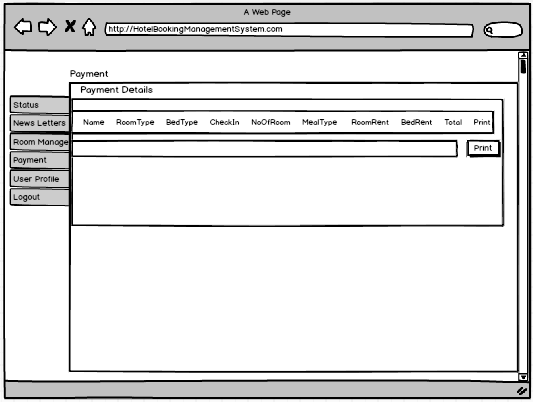 A Web Page
http://HotelBookingManagementSystem.com
Payment
Payment Details
Status
News Letters
Room Manage
Payment
User Profile
Logout
Name RoomType BedType CheckIn NoOfRoom MealType RoomRent BedRent Total Print
Print